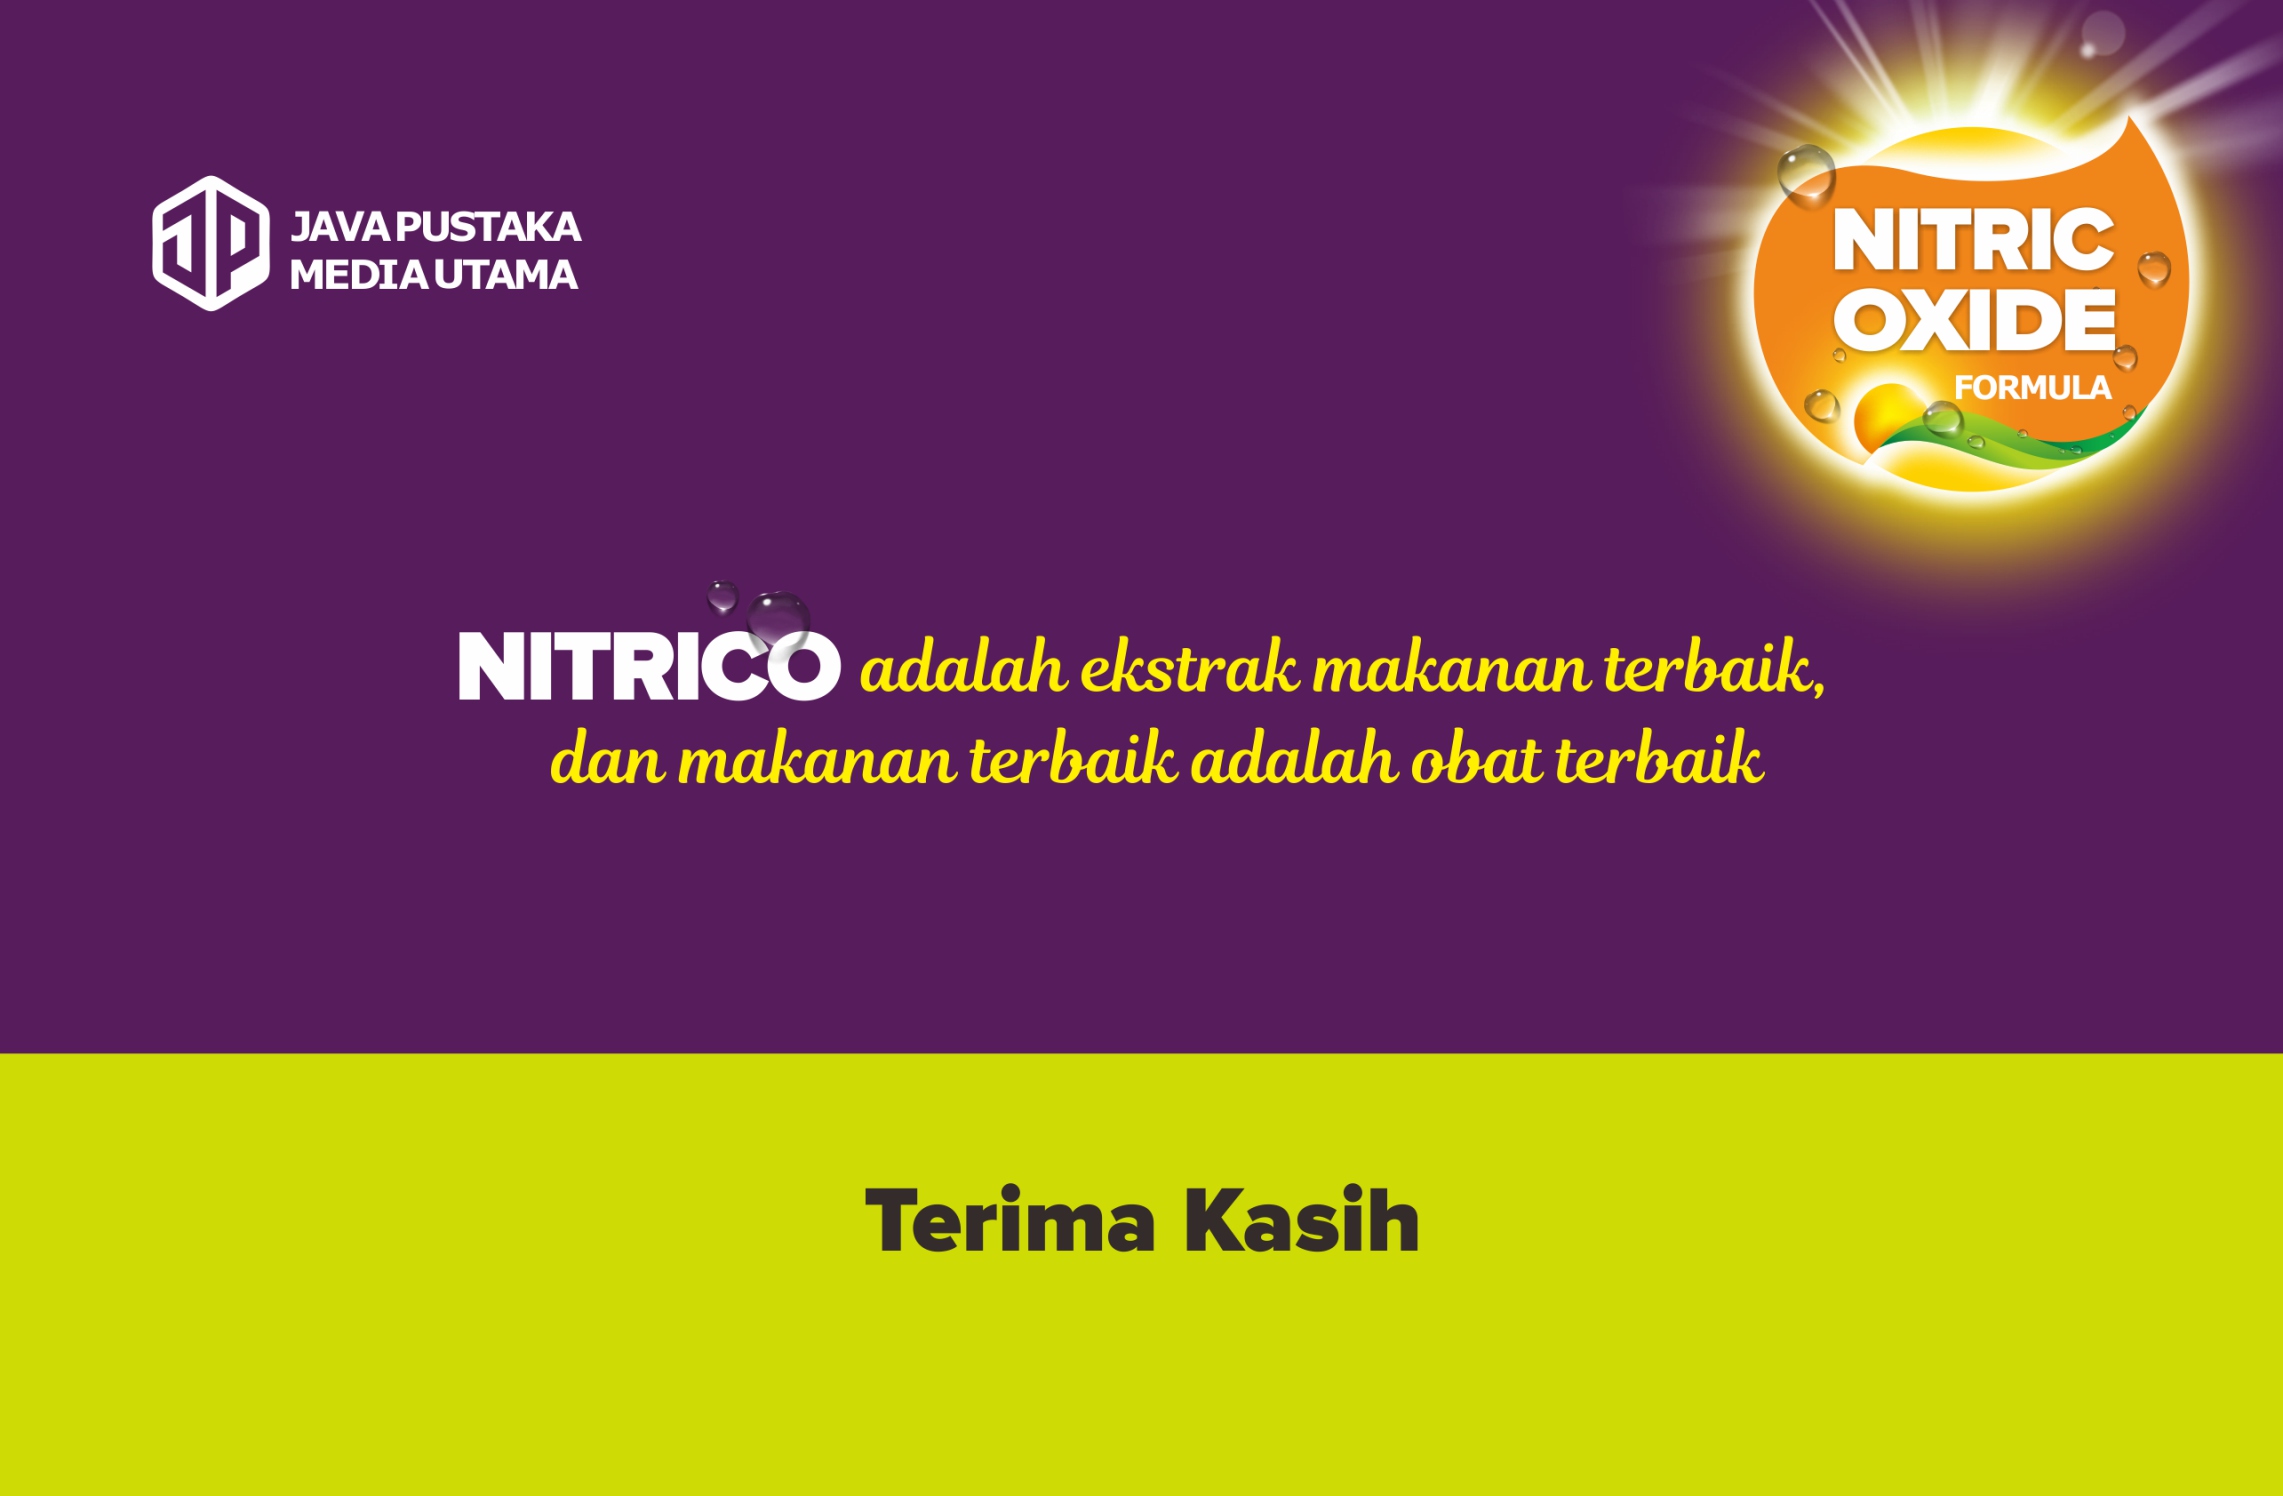 JAVA PUSTAKA
MEDIA UTAMA
NITRIC
OXIDE
FORMULA
NITRICO adalah ekstrak makanan terbaik,
dan makanan terbaik adalah obat terbaik
Terima Kasih